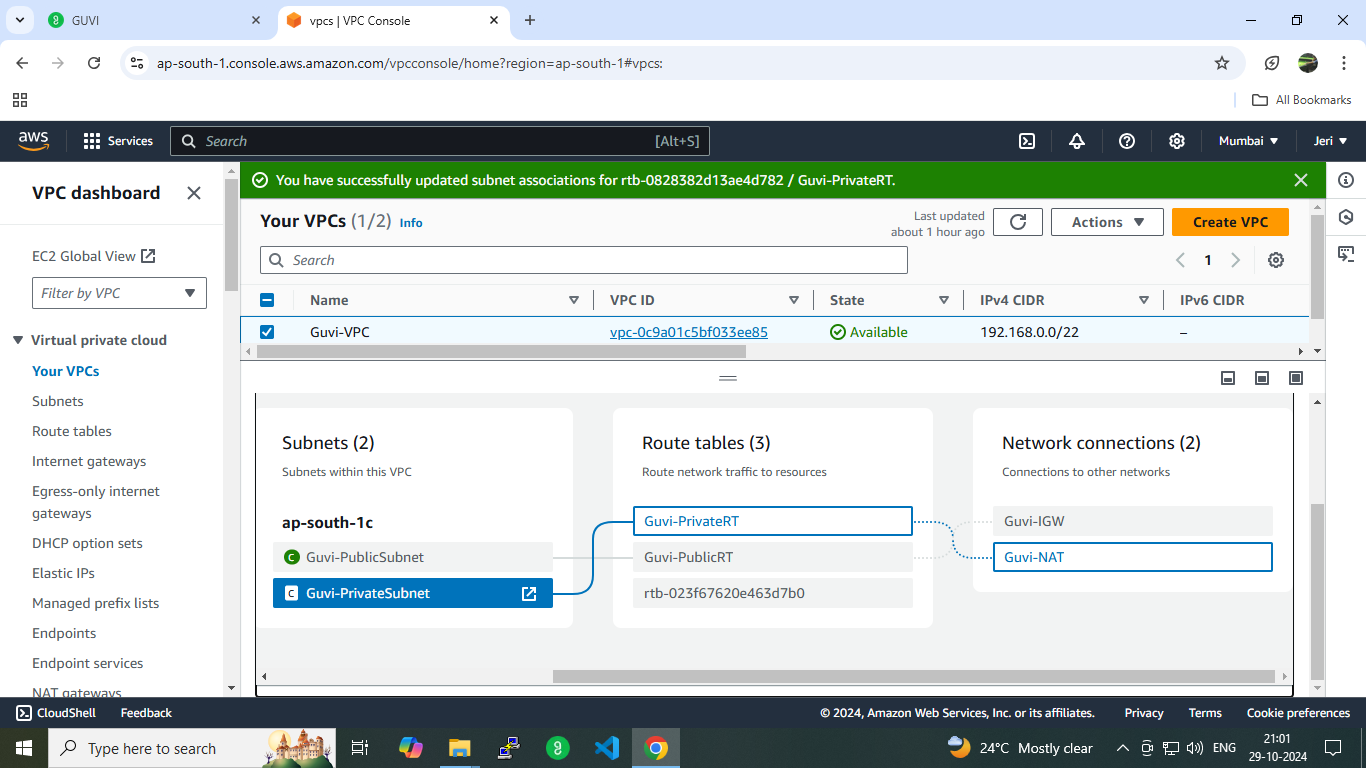 GUVI
vpcs | VPC Console
ap-south-1.console.aws.amazon.com/vpcconsole/home?region=ap-south-1#vpcs:
All Bookmarks
aws
Services
Search
[Alt+S]
Mumbai
Jeri
VPC dashboard
EC2 Global View
Filter by VPC
Virtual private cloud
Your VPCs
Subnets
Route tables
Internet gateways
Egress-only internet
gateways
DHCP option sets
Elastic IPs
Managed prefix lists
Endpoints
Endpoint services
NAT gateways
You have successfully updated subnet associations for rtb-0828382d13ae4d782 / Guvi-PrivateRT.
Your VPCs (1/2) Info
Last updated
about 1 hour ago
Actions
Create VPC
Search
1
Name VPC ID State IPv4 CIDR IPv6 CIDR
Guvi-VPC vpc-0c9a01c5bf033ee85 Available 192.168.0.0/22 –
Subnets (2)
Subnets within this VPC
ap-south-1c
C Guvi-PublicSubnet
C Guvi-PrivateSubnet
Route tables (3)
Route network traffic to resources
Guvi-PrivateRT
Guvi-PublicRT
rtb-023f67620e463d7b0
Network connections (2)
Connections to other networks
Guvi-IGW
Guvi-NAT
CloudShell Feedback © 2024, Amazon Web Services, Inc. or its affiliates. Privacy Terms Cookie preferences
Type here to search
24°C Mostly clear
ENG
21:01
29-10-2024